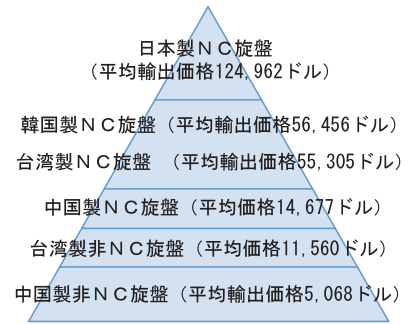 日本製ＮＣ旋盤
（平均輸出価格124,962ドル）
韓国製ＮＣ旋盤（平均輸出価格56,456ドル）
台湾製ＮＣ旋盤　（平均輸出価格55,305ドル）
中国製ＮＣ旋盤（平均価格14,677ドル）
台湾製非ＮＣ旋盤（平均価格11,560ドル）
中国製非ＮＣ旋盤（平均輸出価格5,068ドル）